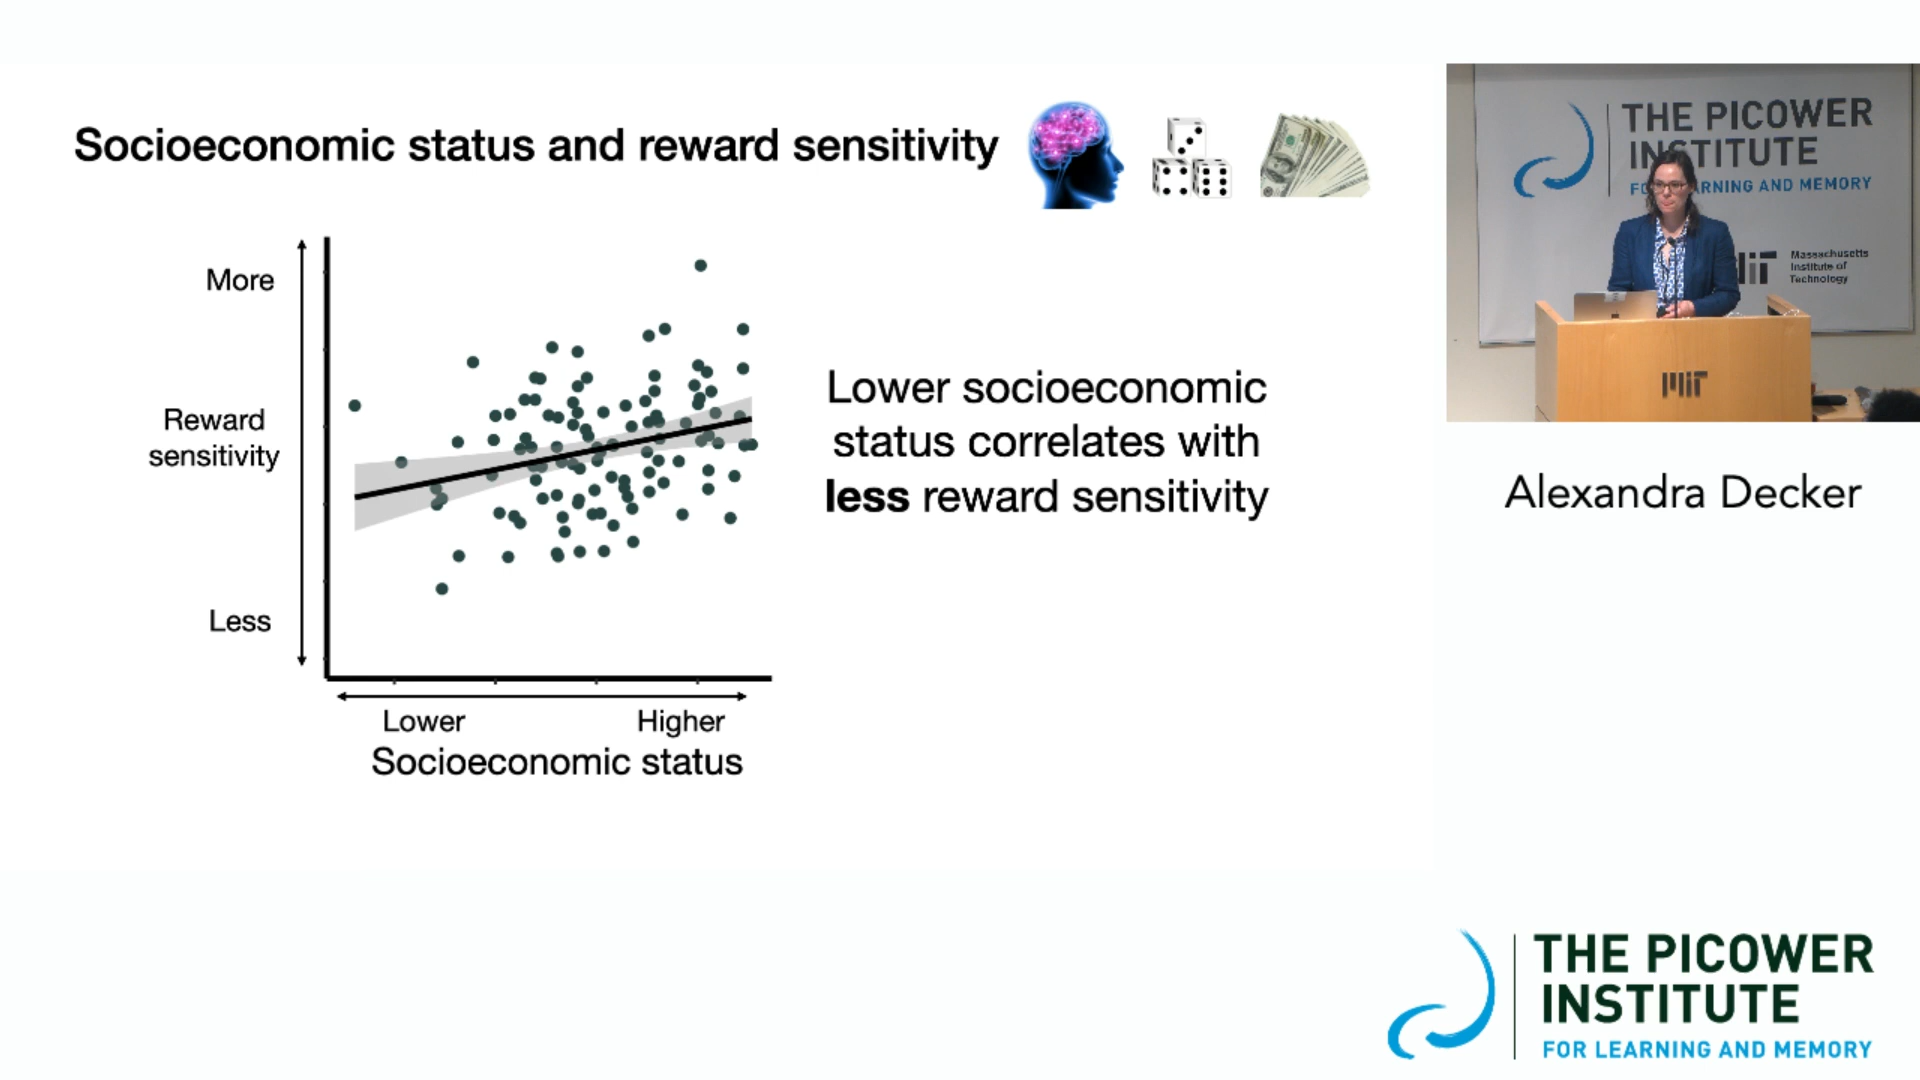 Socioeconomic status and reward sensitivity
More
Reward
sensitivity
Less
Lower
Higher
Socioeconomic status
Lower socioeconomic
status correlates with
less reward sensitivity
THE PICOWER
INSTITUTE
FOR LEARNING AND MEMORY
MIT
Massachusetts
Institute of
Technology
MIT
Alexandra Decker
THE PICOWER
INSTITUTE
FOR LEARNING AND MEMORY